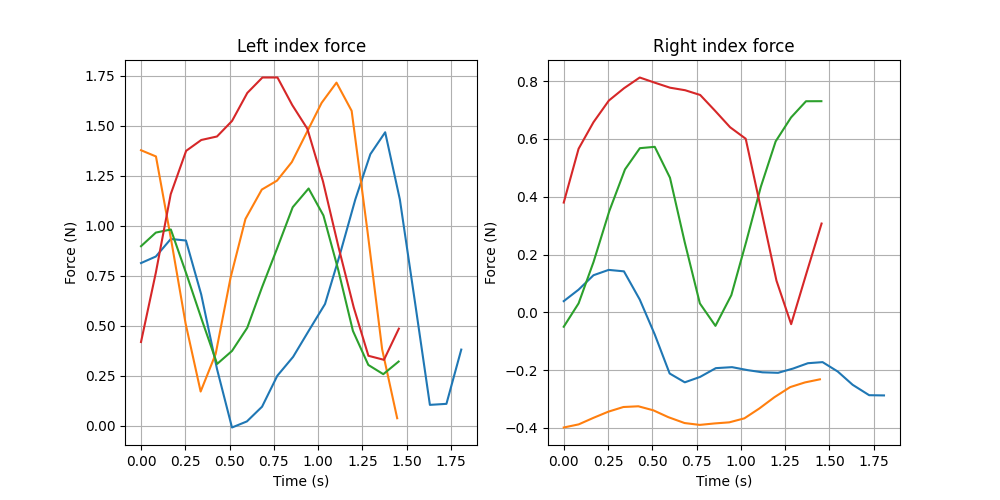 Left index force
Force (N)
1.75
1.50
1.25
1.00
0.75
0.50
0.25
0.00
0.00 0.25 0.50 0.75 1.00 1.25 1.50 1.75
Time (s)
Right index force
Force (N)
0.8
0.6
0.4
0.2
0.0
−0.2
−0.4
0.00 0.25 0.50 0.75 1.00 1.25 1.50 1.75
Time (s)